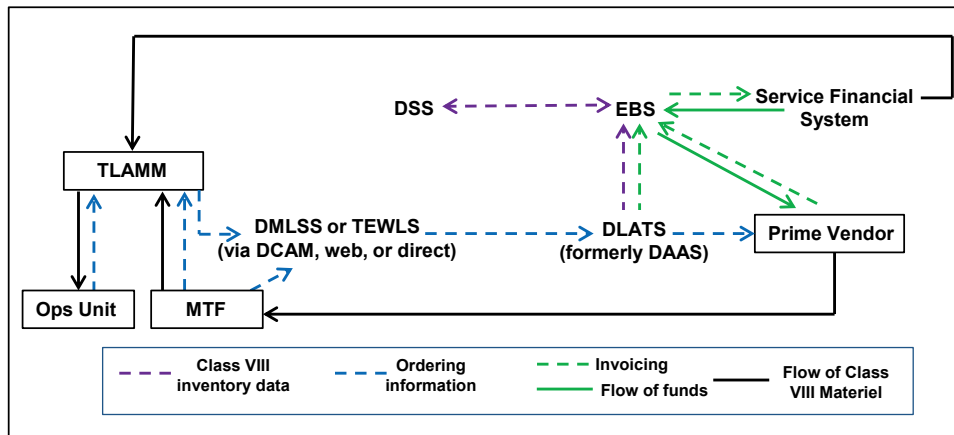 DSS
EBS
Service Financial
System
TLAMM
DMLSS or TEWLS
(via DCAM, web, or direct)
DLATS
(formerly DAAS)
Prime Vendor
Ops Unit
MTF
Class VIII
inventory data
Ordering
information
Invoicing
Flow of funds
Flow of Class
VIII Materiel